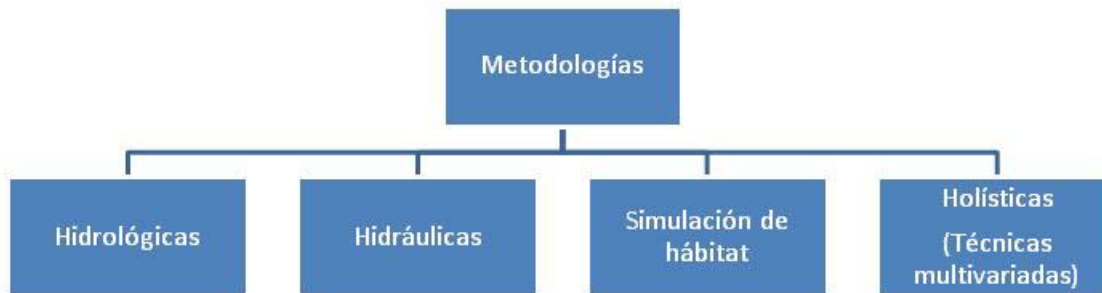 Metodologías
Hidrológicas
Hidráulicas
Simulación de
hábitat
Holísticas
(Técnicas
multivariadas)